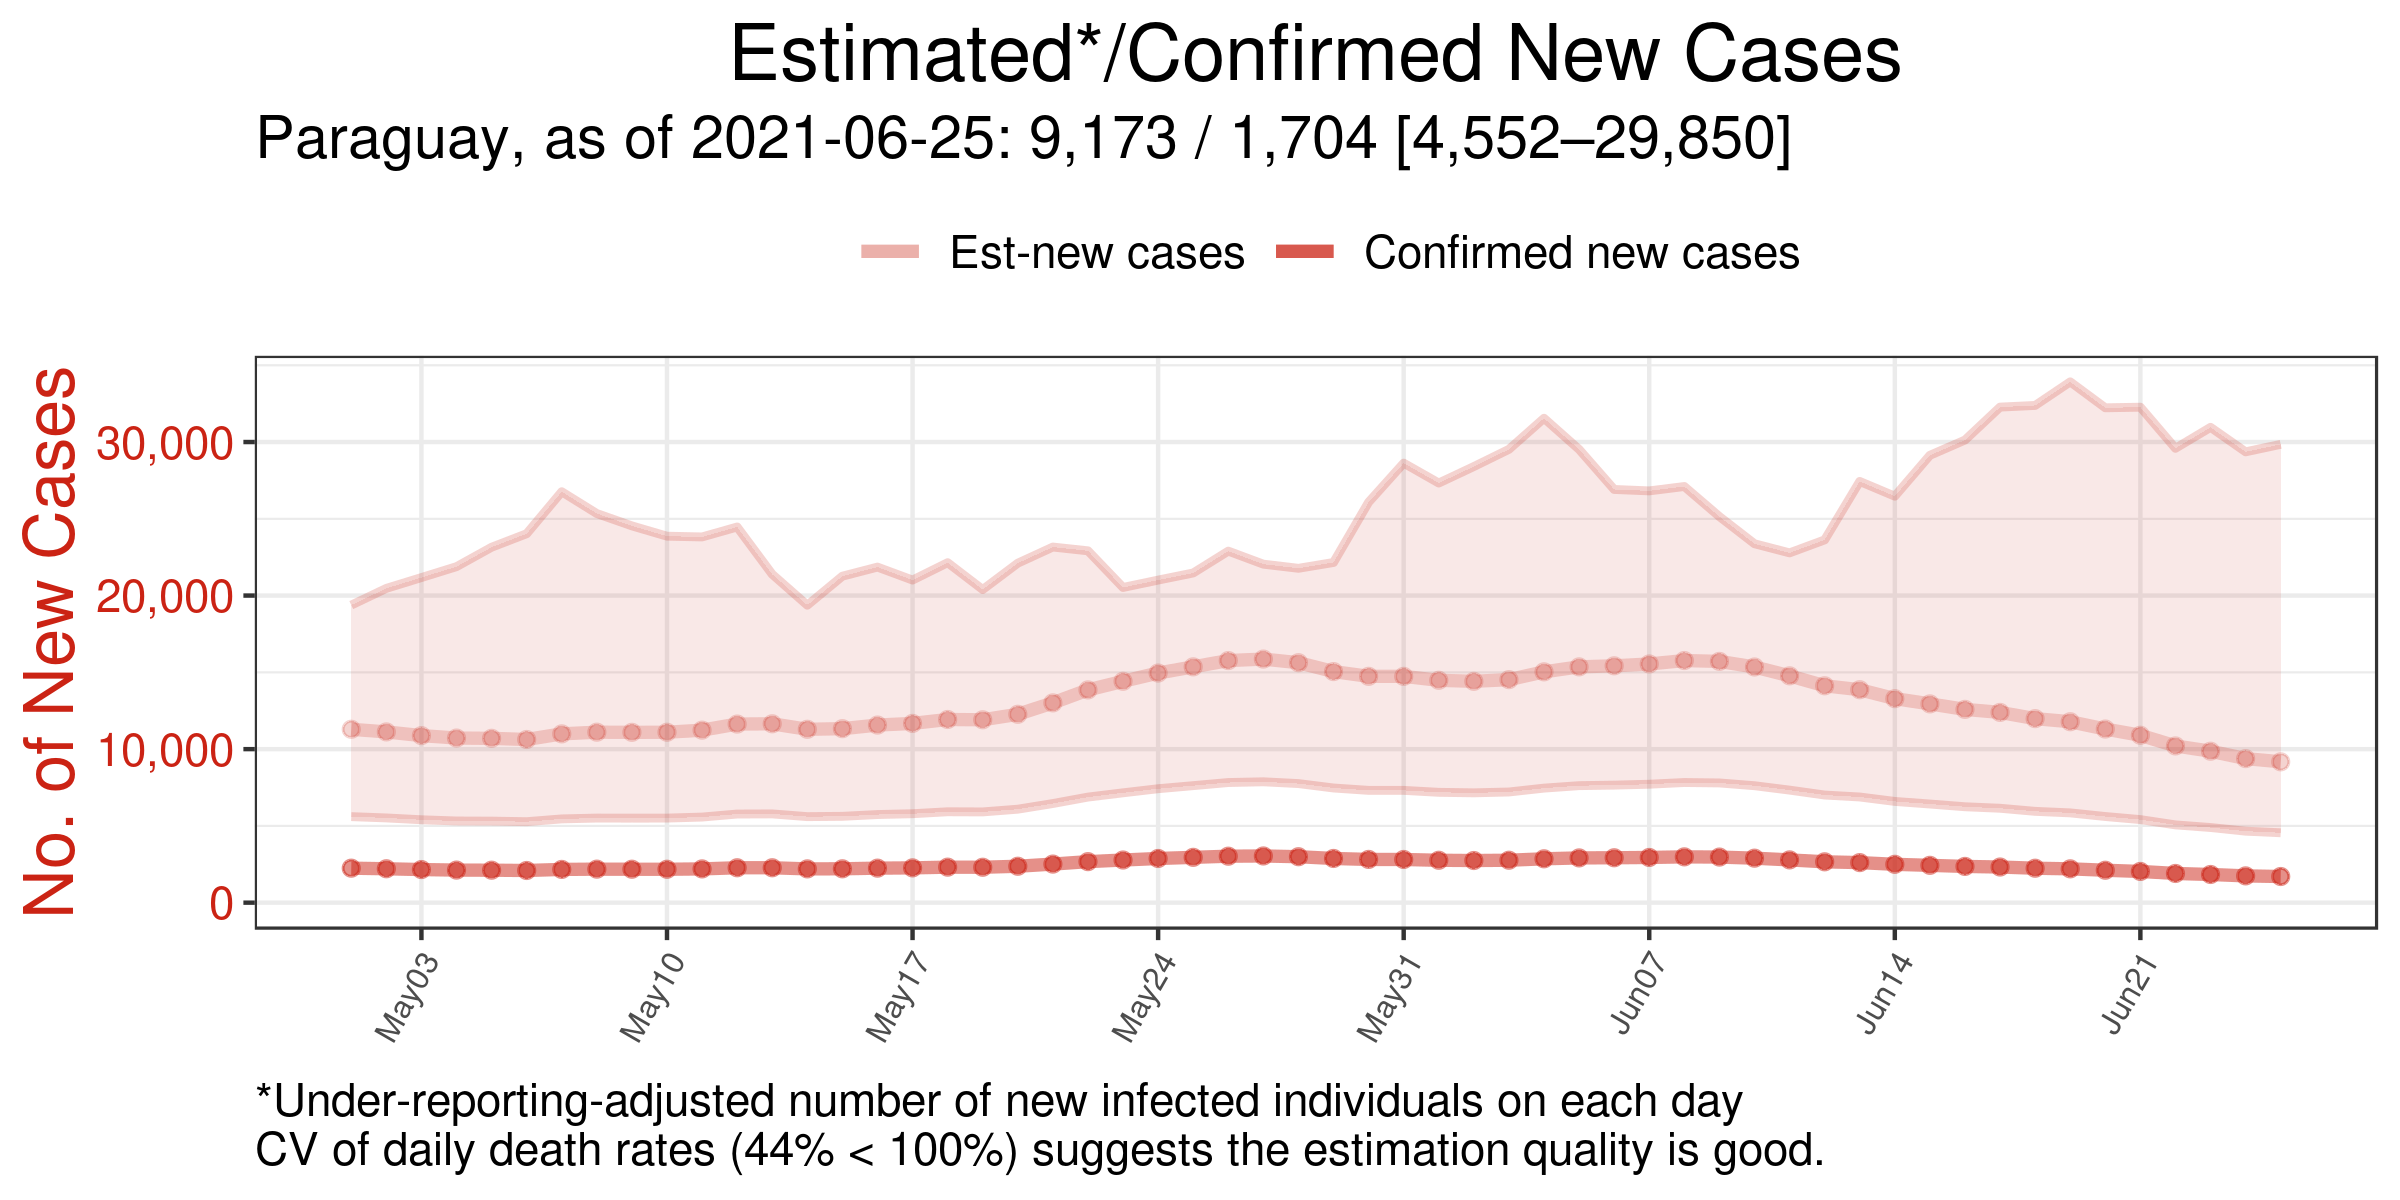 Estimated*/Confirmed New Cases
Paraguay, as of 2021-06-25: 9,173 / 1,704 [4,552–29,850]
Est-new cases
Confirmed new cases
No. of New Cases
30,000
20,000
10,000
0
May03
May10
May17
May24
May31
Jun07
Jun14
Jun21
*Under-reporting-adjusted number of new infected individuals on each day
CV of daily death rates (44% < 100%) suggests the estimation quality is good.